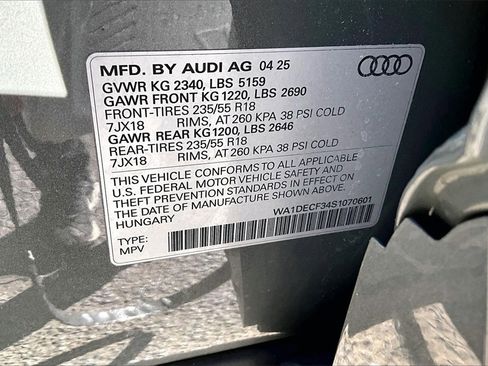 MFD. BY AUDI AG 04 25
GVWR KG 2340, LBS 5159
GAWR FRONT KG 1220, LBS 2690
FRONT-TIRES 235/55 R18
7JX18 RIMS, AT 260 KPA 38 PSI COLD
GAWR REAR KG1200, LBS 2646
REAR-TIRES 235/55 R18
7JX18 RIMS, AT 260 KPA 38 PSI COLD
THIS VEHICLE CONFORMS TO ALL APPLICABLE
U.S. FEDERAL MOTOR VEHICLE SAFETY AND
THEFT PREVENTION STANDARDS IN EFFECT ON
THE DATE OF MANUFACTURE SHOWN ABOVE.
HUNGARY
WA1DECF34S1070601
TYPE:
MPV